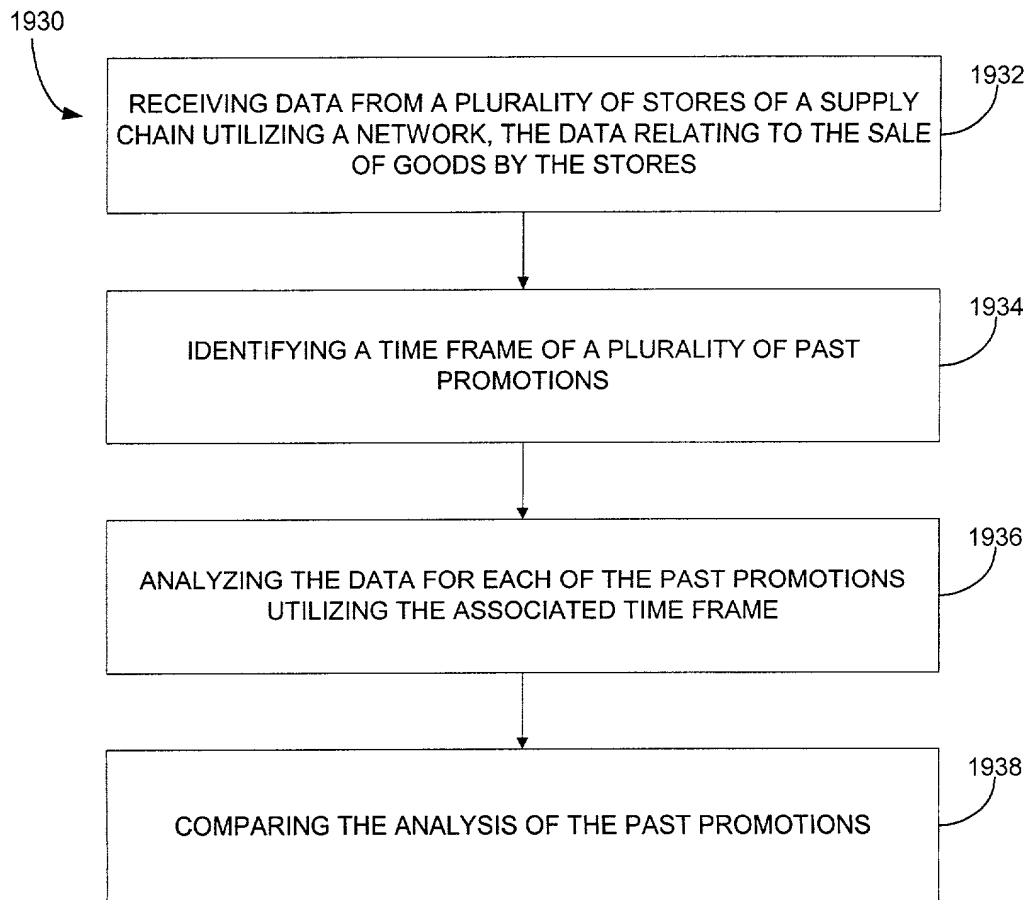 1930
1932
RECEIVING DATA FROM A PLURALITY OF STORES OF A SUPPLY
CHAIN UTILIZING A NETWORK, THE DATA RELATING TO THE SALE
OF GOODS BY THE STORES
1934
IDENTIFYING A TIME FRAME OF A PLURALITY OF PAST
PROMOTIONS
1936
ANALYZING THE DATA FOR EACH OF THE PAST PROMOTIONS
UTILIZING THE ASSOCIATED TIME FRAME
1938
COMPARING THE ANALYSIS OF THE PAST PROMOTIONS